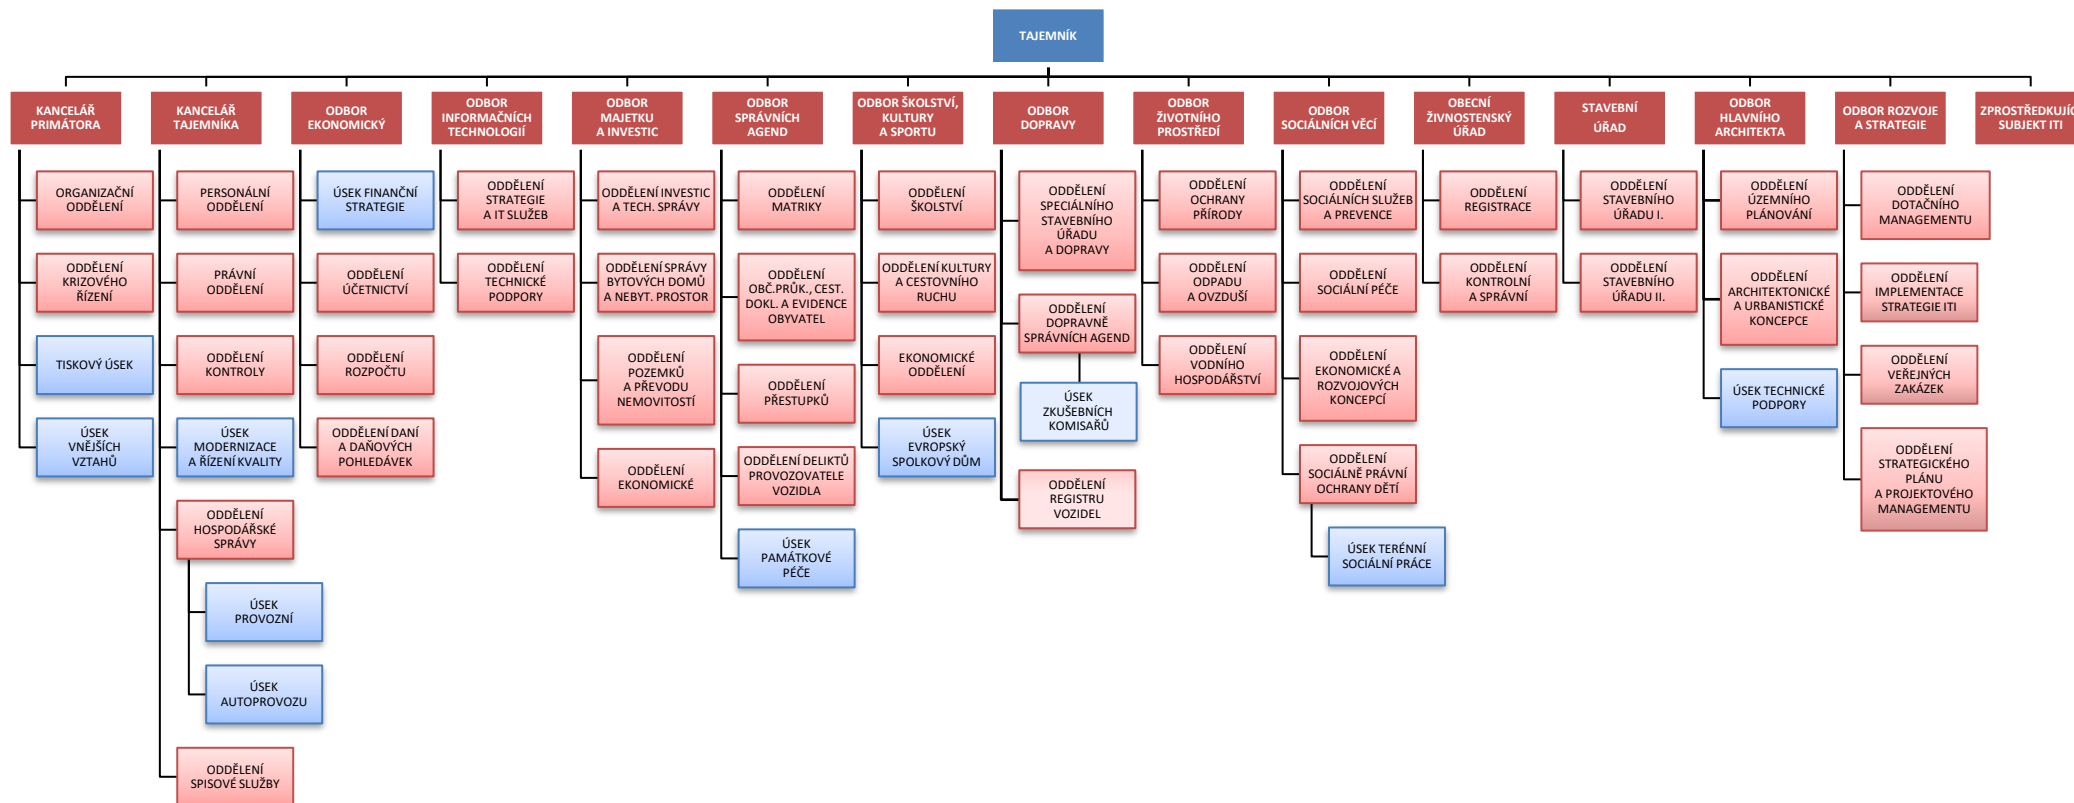 TAJEMNÍK
KANCELÁŘ
PRIMÁTORA
KANCELÁŘ
TAJEMNÍKA
ODBOR
EKONOMICKÝ
ODBOR
INFORMAČNÍCH
TECHNOLOGIÍ
ODBOR
MAJETKU
A INVESTIC
ODBOR
SPRÁVNÍCH
AGEND
ODBOR ŠKOLSTVÍ,
KULTURY
A SPORTU
ODBOR
DOPRAVY
ODBOR
ŽIVOTNÍHO
PROSTŘEDÍ
ODBOR
SOCIÁLNÍCH VĚCÍ
OBECNÍ
ŽIVNOSTENSKÝ
ÚŘAD
STAVEBNÍ
ÚŘAD
ODBOR
HLAVNÍHO
ARCHITEKTA
ODBOR ROZVOJE
A STRATEGIE
ZPROSTŘEDKUJÍC
SUBJEKT ITI
ORGANIZAČNÍ
ODDĚLENÍ
ODDĚLENÍ
KRIZOVÉHO
ŘÍZENÍ
TISKOVÝ ÚSEK
ÚSEK
VNĚJŠÍCH
VZTAHŮ
PERSONÁLNÍ
ODDĚLENÍ
PRÁVNÍ
ODDĚLENÍ
ODDĚLENÍ
KONTROLY
ÚSEK
MODERNIZACE
A ŘÍZENÍ KVALITY
ODDĚLENÍ
HOSPODÁŘSKÉ
SPRÁVY
ÚSEK
PROVOZNÍ
ÚSEK
AUTOPROVOZU
ODDĚLENÍ
SPISOVÉ SLUŽBY
ÚSEK FINANČNÍ
STRATEGIE
ODDĚLENÍ
ÚČETNICTVÍ
ODDĚLENÍ
ROZPOČTU
ODDĚLENÍ DANÍ
A DAŇOVÝCH
POHLEDÁVEK
ODDĚLENÍ
STRATEGIE
A IT SLUŽEB
ODDĚLENÍ
TECHNICKÉ
PODPORY
ODDĚLENÍ INVESTIC
A TECH. SPRÁVY
ODDĚLENÍ SPRÁVY
BYTOVÝCH DOMŮ
A NEBYT. PROSTOR
ODDĚLENÍ
POZEMKŮ
A PŘEVODU
NEMOVITOSTÍ
ODDĚLENÍ
EKONOMICKÉ
ODDĚLENÍ
MATRIKY
ODDĚLENÍ
OBČ.PRŮK., CEST.
DOKL. A EVIDENCE
OBYVATEL
ODDĚLENÍ
PŘESTUPKŮ
ODDĚLENÍ DELIKTŮ
PROVOZOVATELE
VOZIDLA
ÚSEK
PAMÁTKOVÉ
PÉČE
ODDĚLENÍ
ŠKOLSTVÍ
ODDĚLENÍ KULTURY
A CESTOVNÍHO
RUCHU
EKONOMICKÉ
ODDĚLENÍ
ÚSEK
EVROPSKÝ
SPOLKOVÝ DŮM
ODDĚLENÍ
SPECIÁLNÍHO
STAVEBNÍHO
ÚŘADU
A DOPRAVY
ODDĚLENÍ
DOPRAVNĚ
SPRÁVNÍCH AGEND
ÚSEK
ZKUŠEBNÍCH
KOMISAŘŮ
ODDĚLENÍ
REGISTRU
VOZIDEL
ODDĚLENÍ
OCHRANY
PŘÍRODY
ODDĚLENÍ
ODPADU
A OVZDUŠÍ
ODDĚLENÍ
VODNÍHO
HOSPODÁŘSTVÍ
ODDĚLENÍ
SOCIÁLNÍCH SLUŽEB
A PREVENCE
ODDĚLENÍ
SOCIÁLNÍ PÉČE
ODDĚLENÍ
EKONOMICKÉ A
ROZVOJOVÝCH
KONCEPCÍ
ODDĚLENÍ
SOCIÁLNĚ PRÁVNÍ
OCHRANY DĚTÍ
ÚSEK TERÉNNÍ
SOCIÁLNÍ PRÁCE
ODDĚLENÍ
REGISTRACE
ODDĚLENÍ
KONTROLNÍ
A SPRÁVNÍ
ODDĚLENÍ
STAVEBNÍHO
ÚŘADU I.
ODDĚLENÍ
STAVEBNÍHO
ÚŘADU II.
ODDĚLENÍ
ÚZEMNÍHO
PLÁNOVÁNÍ
ODDĚLENÍ
ARCHITEKTONICKÉ
A URBANISTICKÉ
KONCEPCE
ÚSEK TECHNICKÉ
PODPORY
ODDĚLENÍ
DOTAČNÍHO
MANAGEMENTU
ODDĚLENÍ
IMPLEMENTACE
STRATEGIE ITI
ODDĚLENÍ
VEŘEJNÝCH
ZAKÁZEK
ODDĚLENÍ
STRATEGICKÉHO
PLÁNU
A PROJEKTOVÉHO
MANAGEMENTU